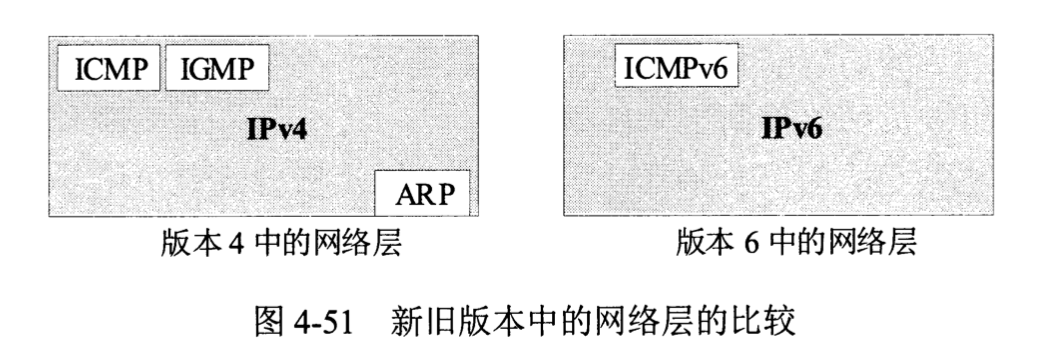 ICMP IGMP ICMPv6
IPv4 IPv6
ARP
版本 4 中的网络层 版本 6 中的网络层
图 4-51 新旧版本中的网络层的比较